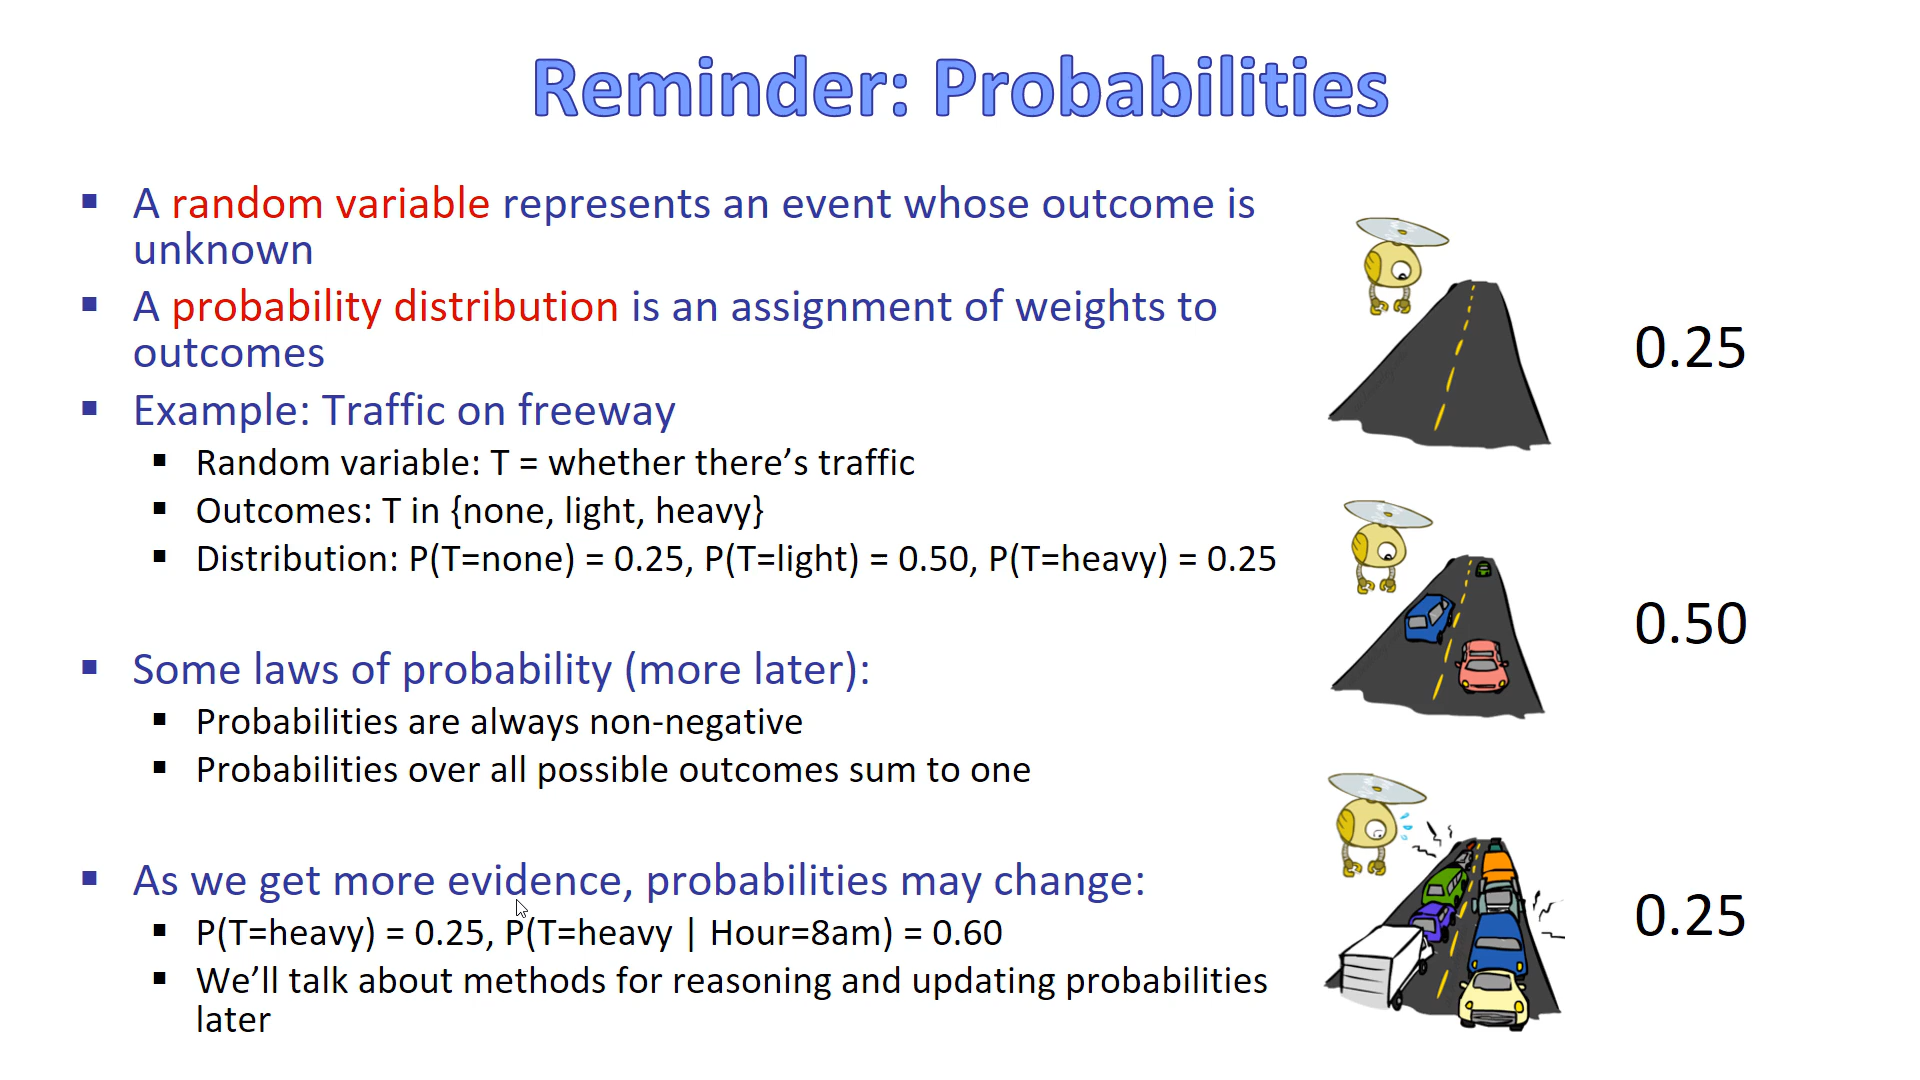 Reminder: Probabilities
A random variable represents an event whose outcome is
unknown
A probability distribution is an assignment of weights to
outcomes
Example: Traffic on freeway
Random variable: T = whether there’s traffic
Outcomes: T in {none, light, heavy}
Distribution: P(T=none) = 0.25, P(T=light) = 0.50, P(T=heavy) = 0.25
Some laws of probability (more later):
Probabilities are always non-negative
Probabilities over all possible outcomes sum to one
As we get more evidence, probabilities may change:
P(T=heavy) = 0.25, P(T=heavy | Hour=8am) = 0.60
We’ll talk about methods for reasoning and updating probabilities
later
0.25
0.50
0.25